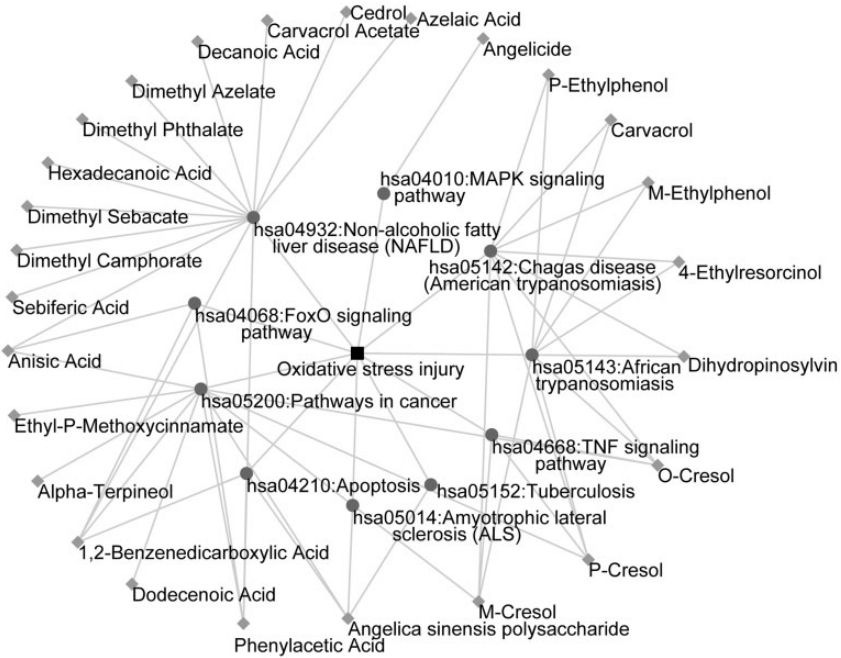 Cedrol
Azelaic Acid
Carvacrol Acetate
Decanoic Acid
Angelicide
Dimethyl Azelate
P-Ethylphenol
Dimethyl Phthalate
Carvacrol
Hexadecanoic Acid
hsa04010:MAPK signaling
pathway
M-Ethylphenol
Dimethyl Sebacate
hsa04932:Non-alcoholic fatty
liver disease (NAFLD)
Dimethyl Camphorate
hsa05142:Chagas disease
(American trypanosomiasis)
4-Ethylresorcinol
Sebiferic Acid
hsa04068:FoxO signaling
pathway
Anisic Acid
Oxidative stress injury
hsa05143:African
trypanosomiasis
Dihydropinosylvin
hsa05200:Pathways in cancer
Ethyl-P-Methoxycinnamate
hsa04668:TNF signaling
pathway
O-Cresol
Alpha-Terpineol
hsa04210:Apoptosis
hsa05152:Tuberculosis
hsa05014:Amyotrophic lateral
sclerosis (ALS)
1,2-Benzenedicarboxylic Acid
P-Cresol
Dodecenoic Acid
M-Cresol
Angelica sinensis polysaccharide
Phenylacetic Acid